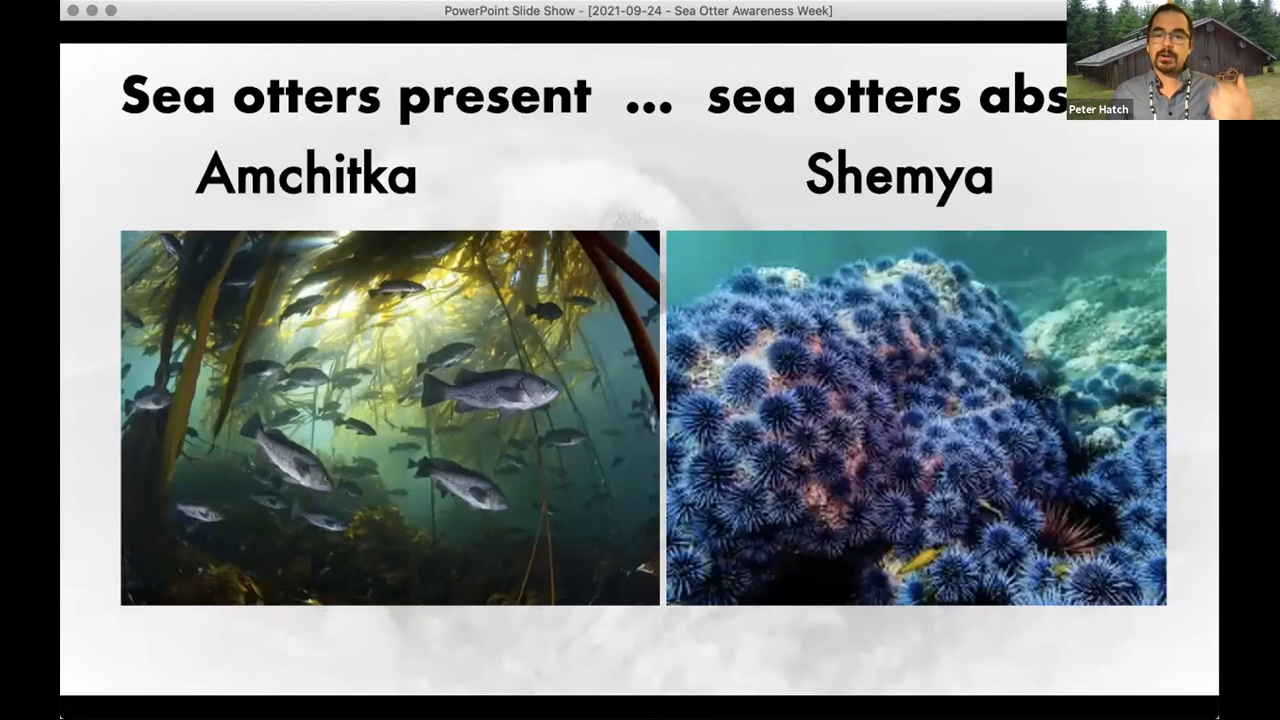 PowerPoint Slide Show - [2021-09-24 - Sea Otter Awareness Week]
Sea otters present ... sea otters abs
Peter Hatch
Amchitka Shemya